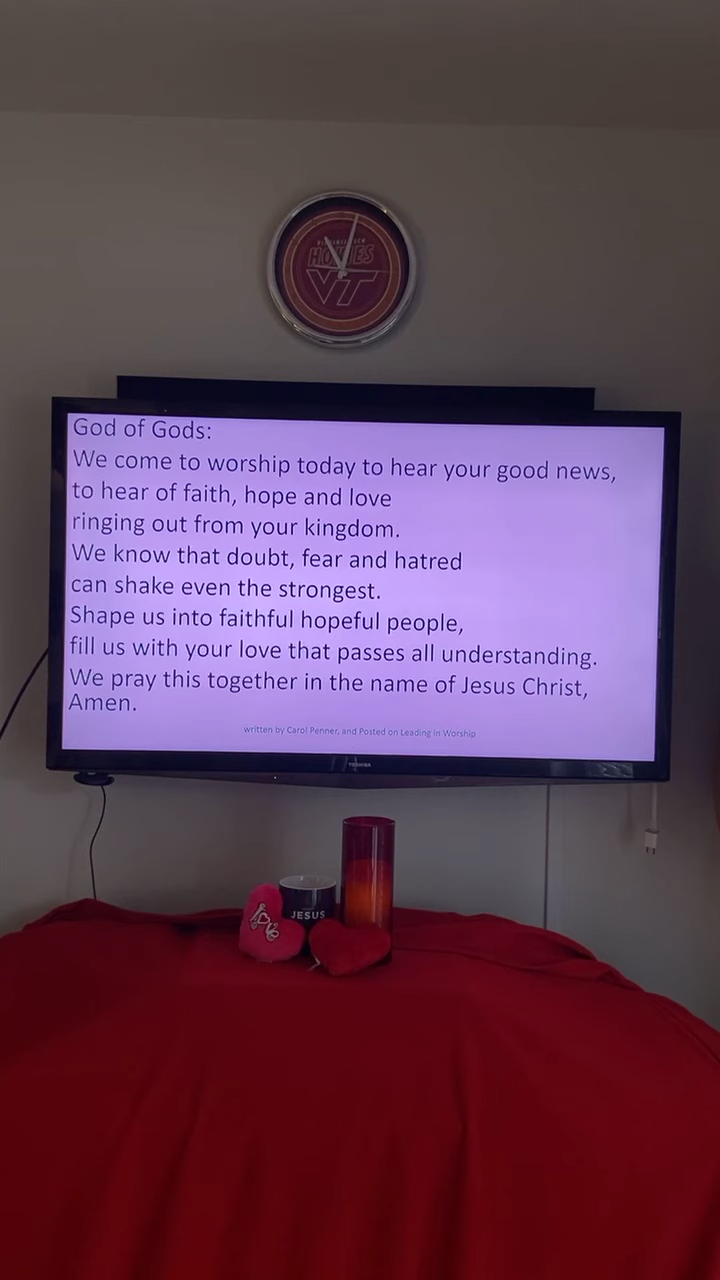 VIRGINIA TECH
HOKIES
VT
God of Gods:
We come to worship today to hear your good news,
to hear of faith, hope and love
ringing out from your kingdom.
We know that doubt, fear and hatred
can shake even the strongest.
Shape us into faithful hopeful people,
fill us with your love that passes all understanding.
We pray this together in the name of Jesus Christ,
Amen.
written by Carol Penner, and Posted on Leading in Worship
TOSHIBA
JESUS
Love